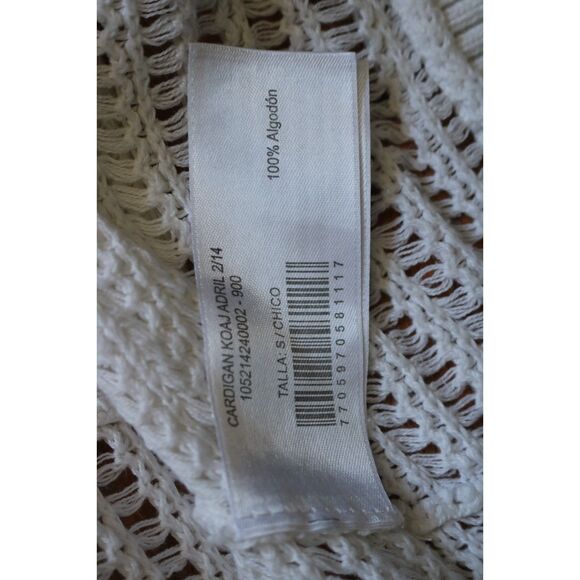 CARDIGAN KOAJ ADRIL 2/14
105214240002 - 900
100% Algodón
TALLA: S / CHICO
7705970581117